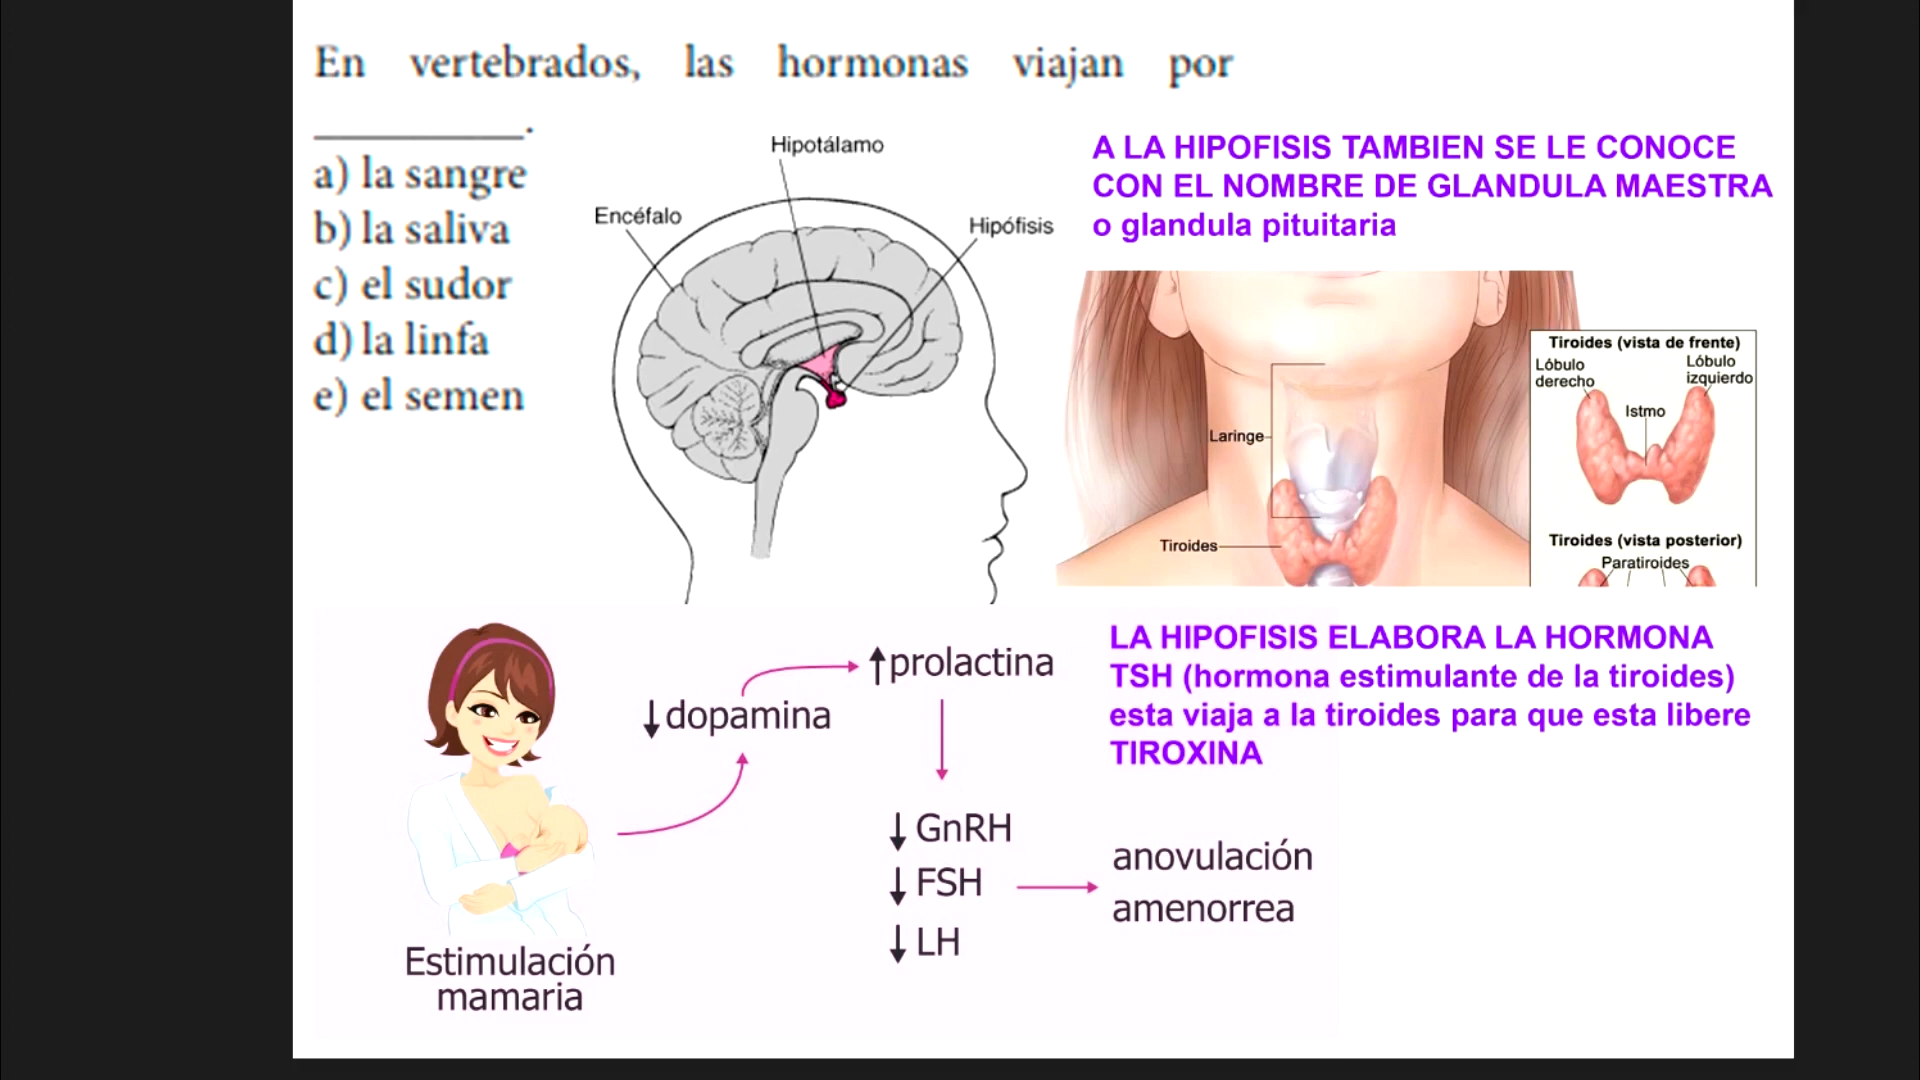 En vertebrados, las hormonas viajan por
__________.
a) la sangre
b) la saliva
c) el sudor
d) la linfa
e) el semen
Hipotálamo
Encéfalo
Hipófisis
A LA HIPOFISIS TAMBIEN SE LE CONOCE
CON EL NOMBRE DE GLANDULA MAESTRA
o glandula pituitaria
Laringe
Tiroides
Tiroides (vista de frente)
Lóbulo
derecho
Lóbulo
izquierdo
Istmo
Tiroides (vista posterior)
Paratiroides
Estimulación
mamaria
↓dopamina
↑prolactina
↓ GnRH
↓ FSH
↓ LH
anovulación
amenorrea
LA HIPOFISIS ELABORA LA HORMONA
TSH (hormona estimulante de la tiroides)
esta viaja a la tiroides para que esta libere
TIROXINA